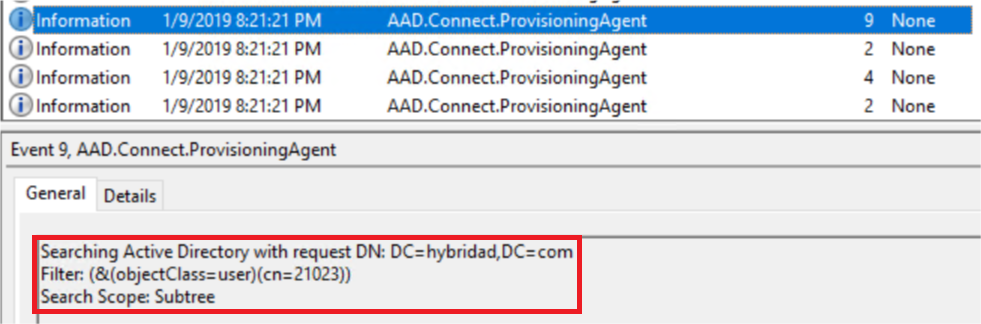 Information 1/9/2019 8:21:21 PM AAD.Connect.ProvisioningAgent 9 None
Information 1/9/2019 8:21:21 PM AAD.Connect.ProvisioningAgent 2 None
Information 1/9/2019 8:21:21 PM AAD.Connect.ProvisioningAgent 4 None
Information 1/9/2019 8:21:21 PM AAD.Connect.ProvisioningAgent 2 None
Event 9, AAD.Connect.ProvisioningAgent
General Details
Searching Active Directory with request DN: DC=hybridad,DC=com
Filter: (&(objectClass=user)(cn=21023))
Search Scope: Subtree